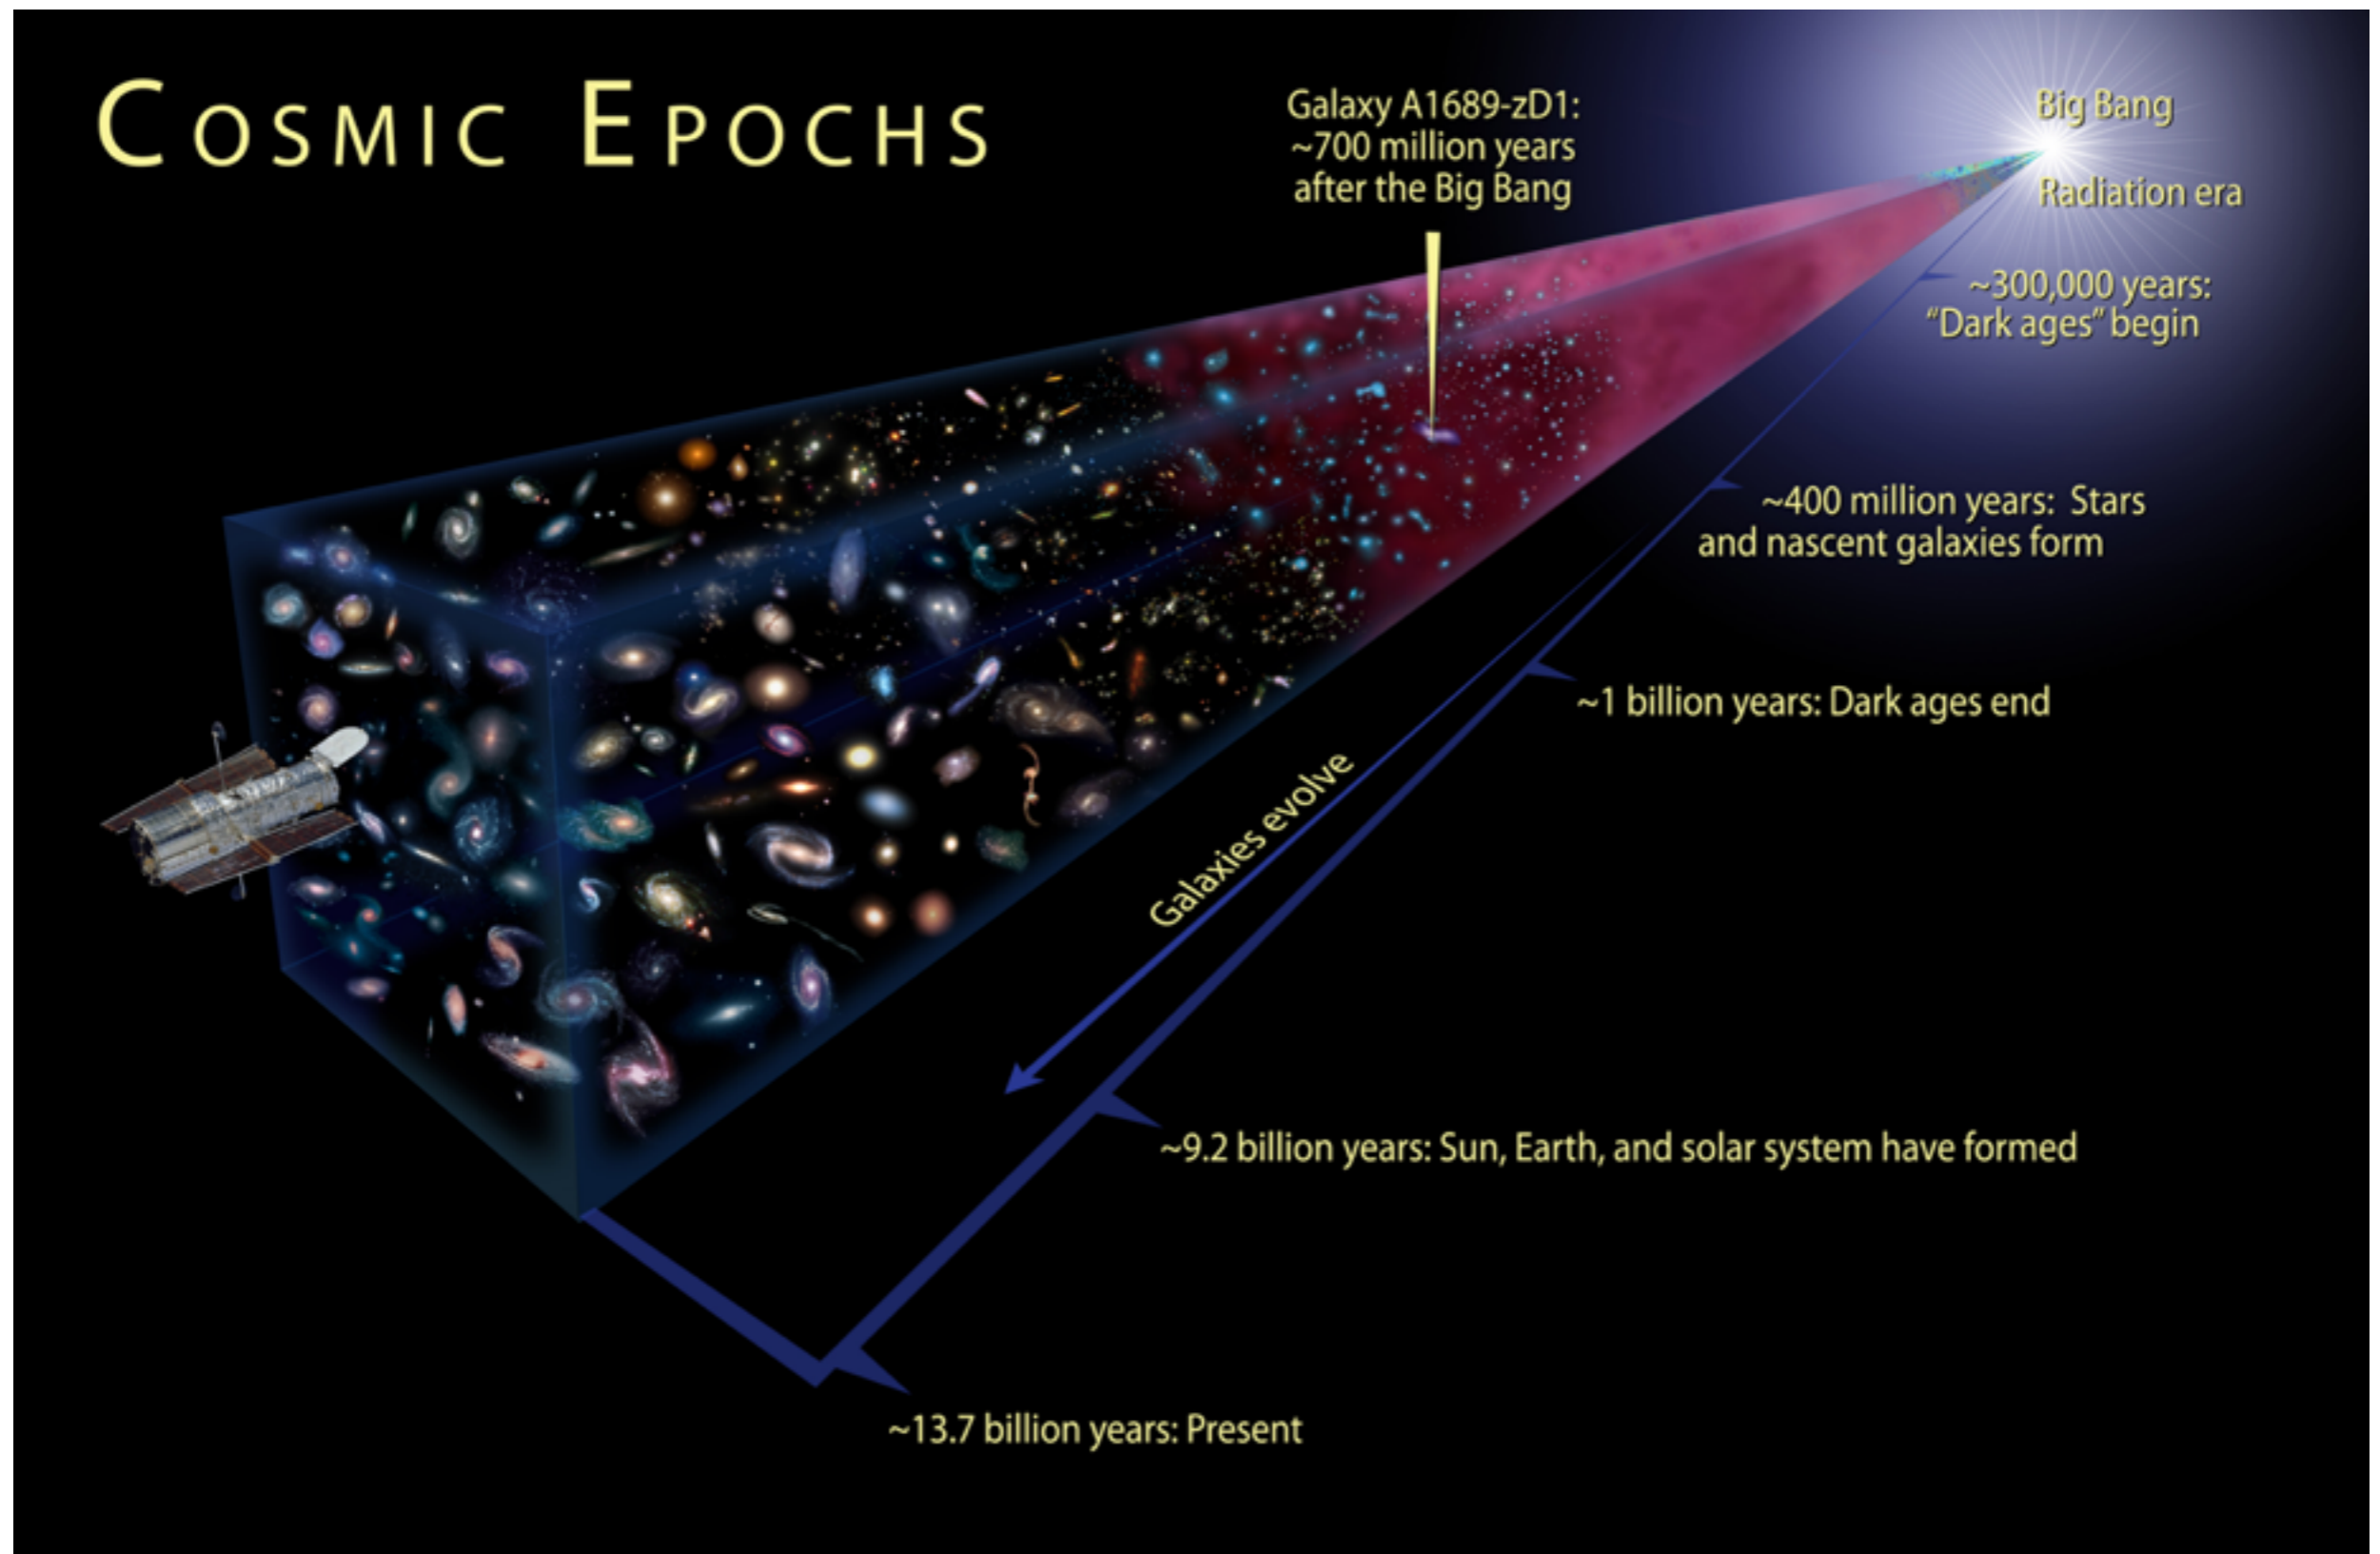 COSMIC EPOCHS
Galaxy A1689-zD1:
~700 million years
after the Big Bang
Big Bang
Radiation era
~300,000 years:
“Dark ages” begin
~400 million years: Stars
and nascent galaxies form
~1 billion years: Dark ages end
Galaxies evolve
~9.2 billion years: Sun, Earth, and solar system have formed
~13.7 billion years: Present